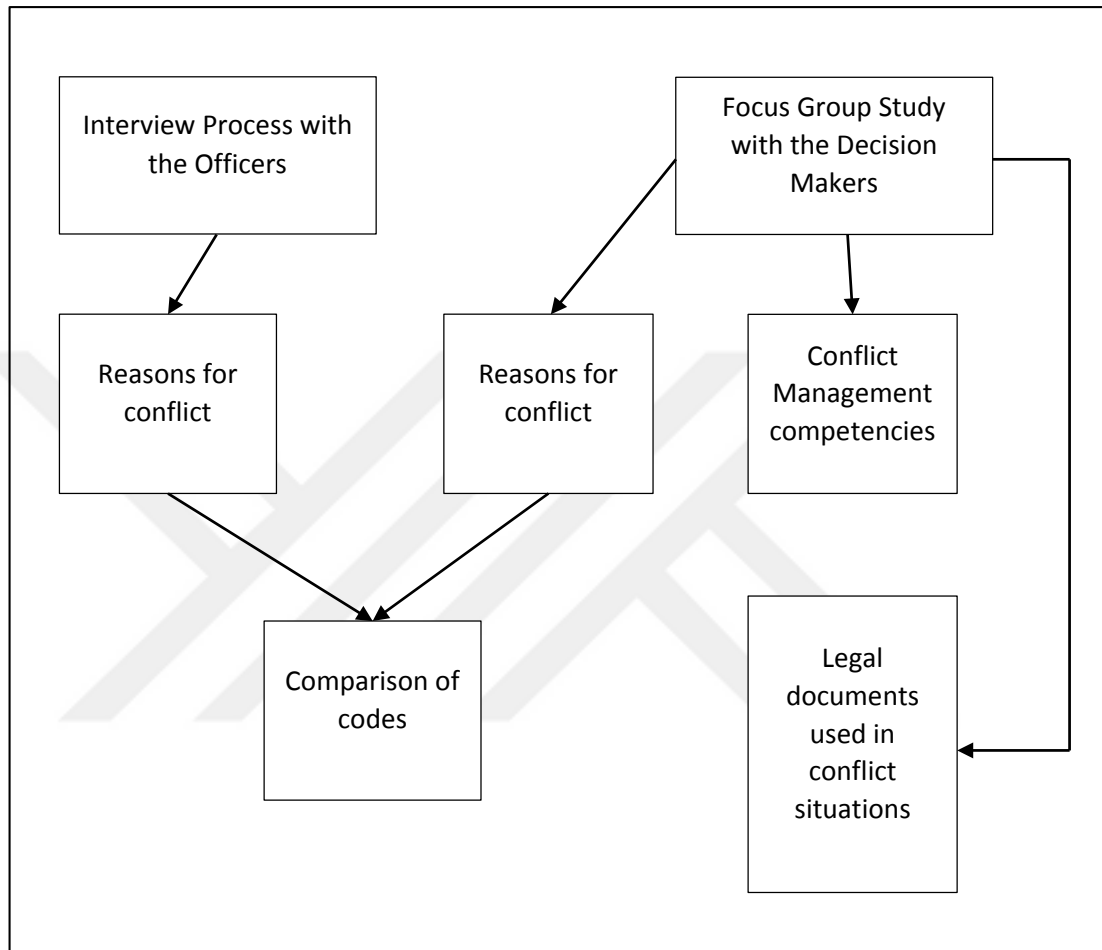 Interview Process with
the Officers
Focus Group Study
with the Decision
Makers
Reasons for
conflict
Reasons for
conflict
Conflict
Management
competencies
Comparison of
codes
Legal
documents
used in
conflict
situations